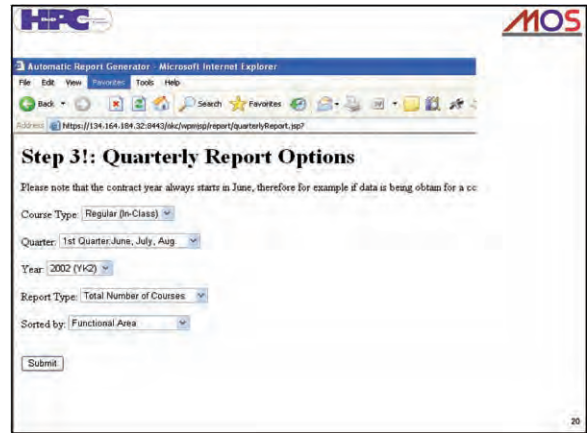 HPC
MOS
Automatic Report Generator - Microsoft Internet Explorer
File Edit View Favorites Tools Help
Back Search Favorites
Address https://134.164.184.32:8443/okc/wpmjsp/report/quarterlyReport.jsp?
Step 3!: Quarterly Report Options
Please note that the contract year always starts in June, therefore for example if data is being obtain for a cc
Course Type: Regular (In-Class)
Quarter: 1st Quarter:June, July, Aug
Year: 2002 (YK2)
Report Type: Total Number of Courses
Sorted by: Functional Area
Submit
20